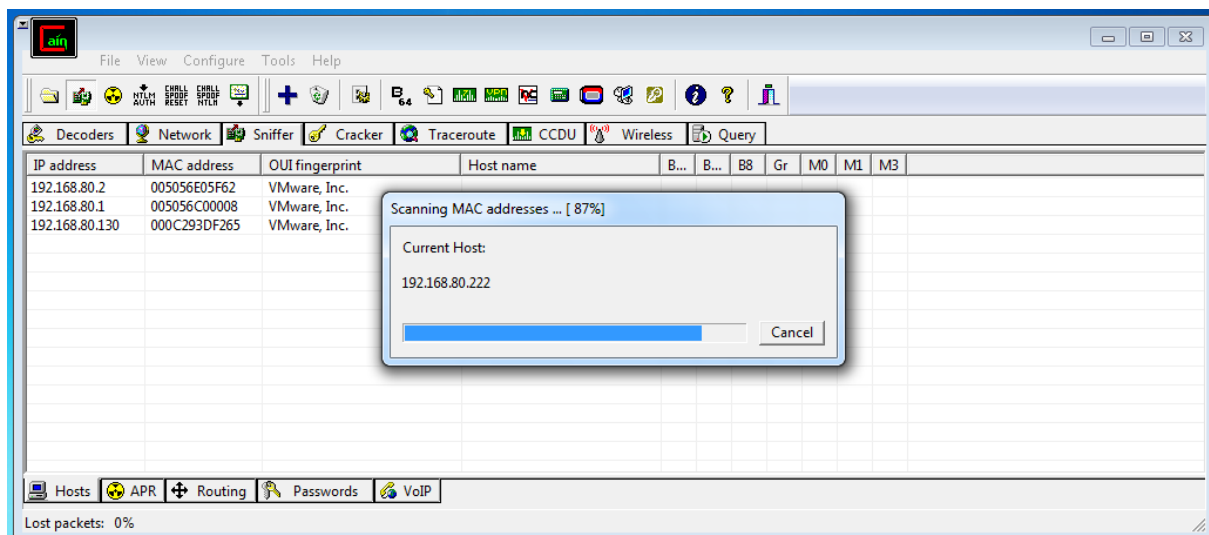 aín
File View Configure Tools Help
NTLM AUTH CHALL SPOOF RESET CHALL SPOOF NTLM B64
Decoders Network Sniffer Cracker Traceroute CCDU Wireless Query
IP address MAC address OUI fingerprint Host name B... B... B8 Gr M0 M1 M3
192.168.80.2 005056E05F62 VMware, Inc.
192.168.80.1 005056C00008 VMware, Inc.
192.168.80.130 000C293DF265 VMware, Inc.
Scanning MAC addresses ... [ 87%]
Current Host:
192.168.80.222
Cancel
Hosts APR Routing Passwords VoIP
Lost packets: 0%